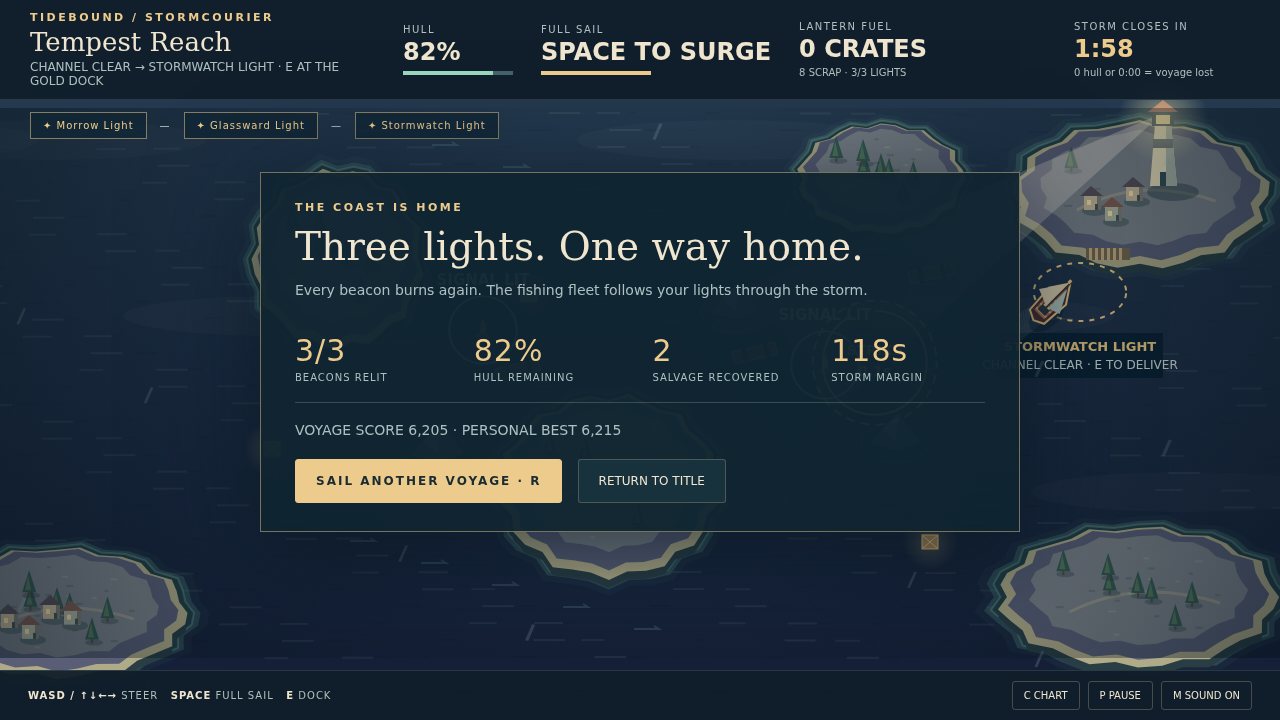 TIDEBOUND / STORMCOURIER
Tempest Reach
CHANNEL CLEAR → STORMWATCH LIGHT · E AT THE
GOLD DOCK
HULL
82%
FULL SAIL
SPACE TO SURGE
LANTERN FUEL
0 CRATES
8 SCRAP · 3/3 LIGHTS
STORM CLOSES IN
1:58
0 hull or 0:00 = voyage lost
✦ Morrow Light — ✦ Glassward Light — ✦ Stormwatch Light
THE COAST IS HOME
Three lights. One way home.
SIGNAL LIT
Every beacon burns again. The fishing fleet follows your lights through the storm.
SIGNAL LIT
3/3
BEACONS RELIT
82%
HULL REMAINING
2
SALVAGE RECOVERED
118s
STORM MARGIN
TORMWATCH LIGHT
CHANNEL CLEAR · E TO DELIVER
VOYAGE SCORE 6,205 · PERSONAL BEST 6,215
SAIL ANOTHER VOYAGE · R
RETURN TO TITLE
WASD / ↑↓←→ STEER SPACE FULL SAIL E DOCK
C CHART
P PAUSE
M SOUND ON